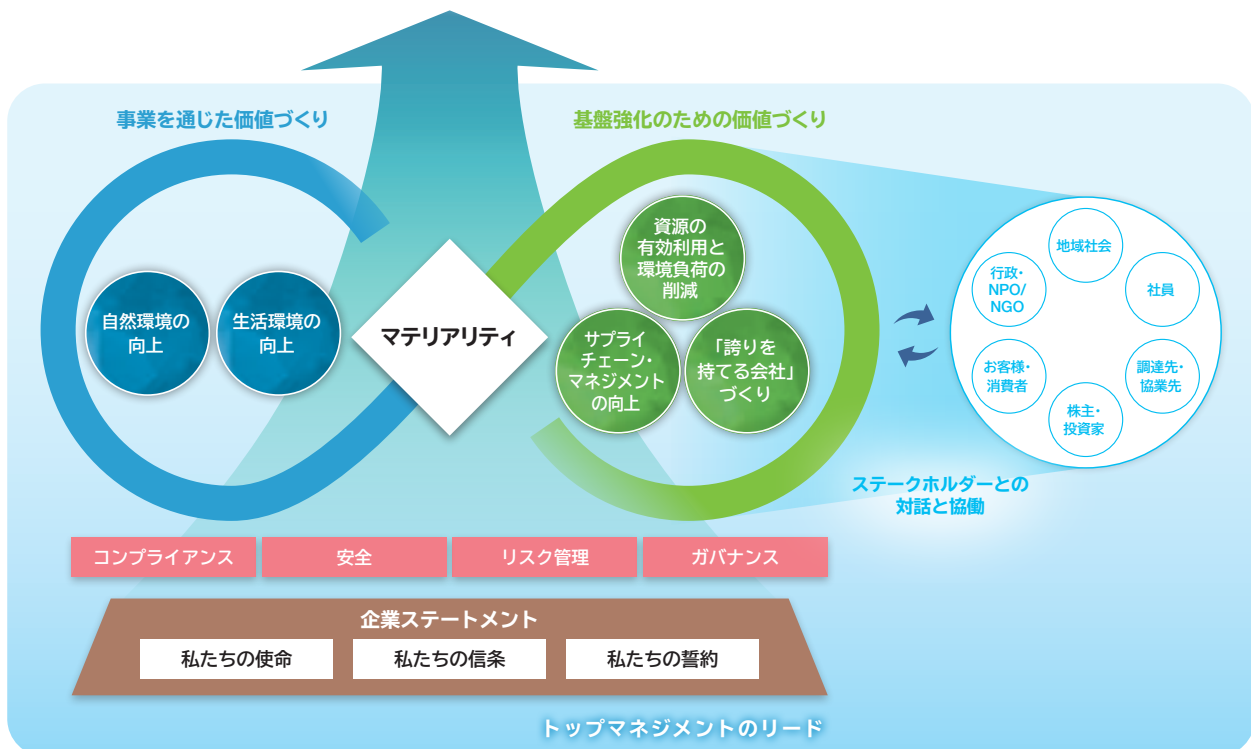 事業を通じた価値づくり
基盤強化のための価値づくり
自然環境の
向上
生活環境の
向上
マテリアリティ
資源の
有効利用と
環境負荷の
削減
サプライ
チェーン・
マネジメント
の向上
「誇りを
持てる会社」
づくり
地域社会
行政・
NPO/
NGO
社員
お客様・
消費者
調達先・
協業先
株主・
投資家
ステークホルダーとの
対話と協働
コンプライアンス
安全
リスク管理
ガバナンス
企業ステートメント
私たちの使命
私たちの信条
私たちの誓約
トップマネジメントのリード